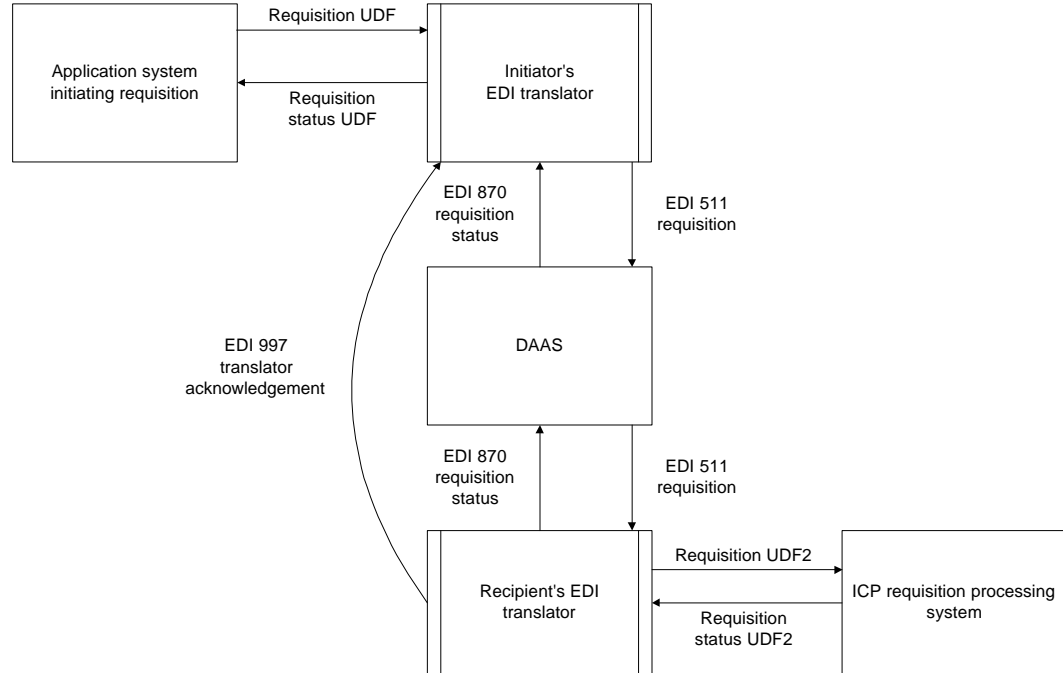 Requisition UDF
Application system
initiating requisition
Initiator's
EDI translator
Requisition
status UDF
EDI 870
requisition
status
EDI 511
requisition
DAAS
EDI 997
translator
acknowledgement
EDI 870
requisition
status
EDI 511
requisition
Requisition UDF2
Recipient's EDI
translator
ICP requisition processing
system
Requisition
status UDF2